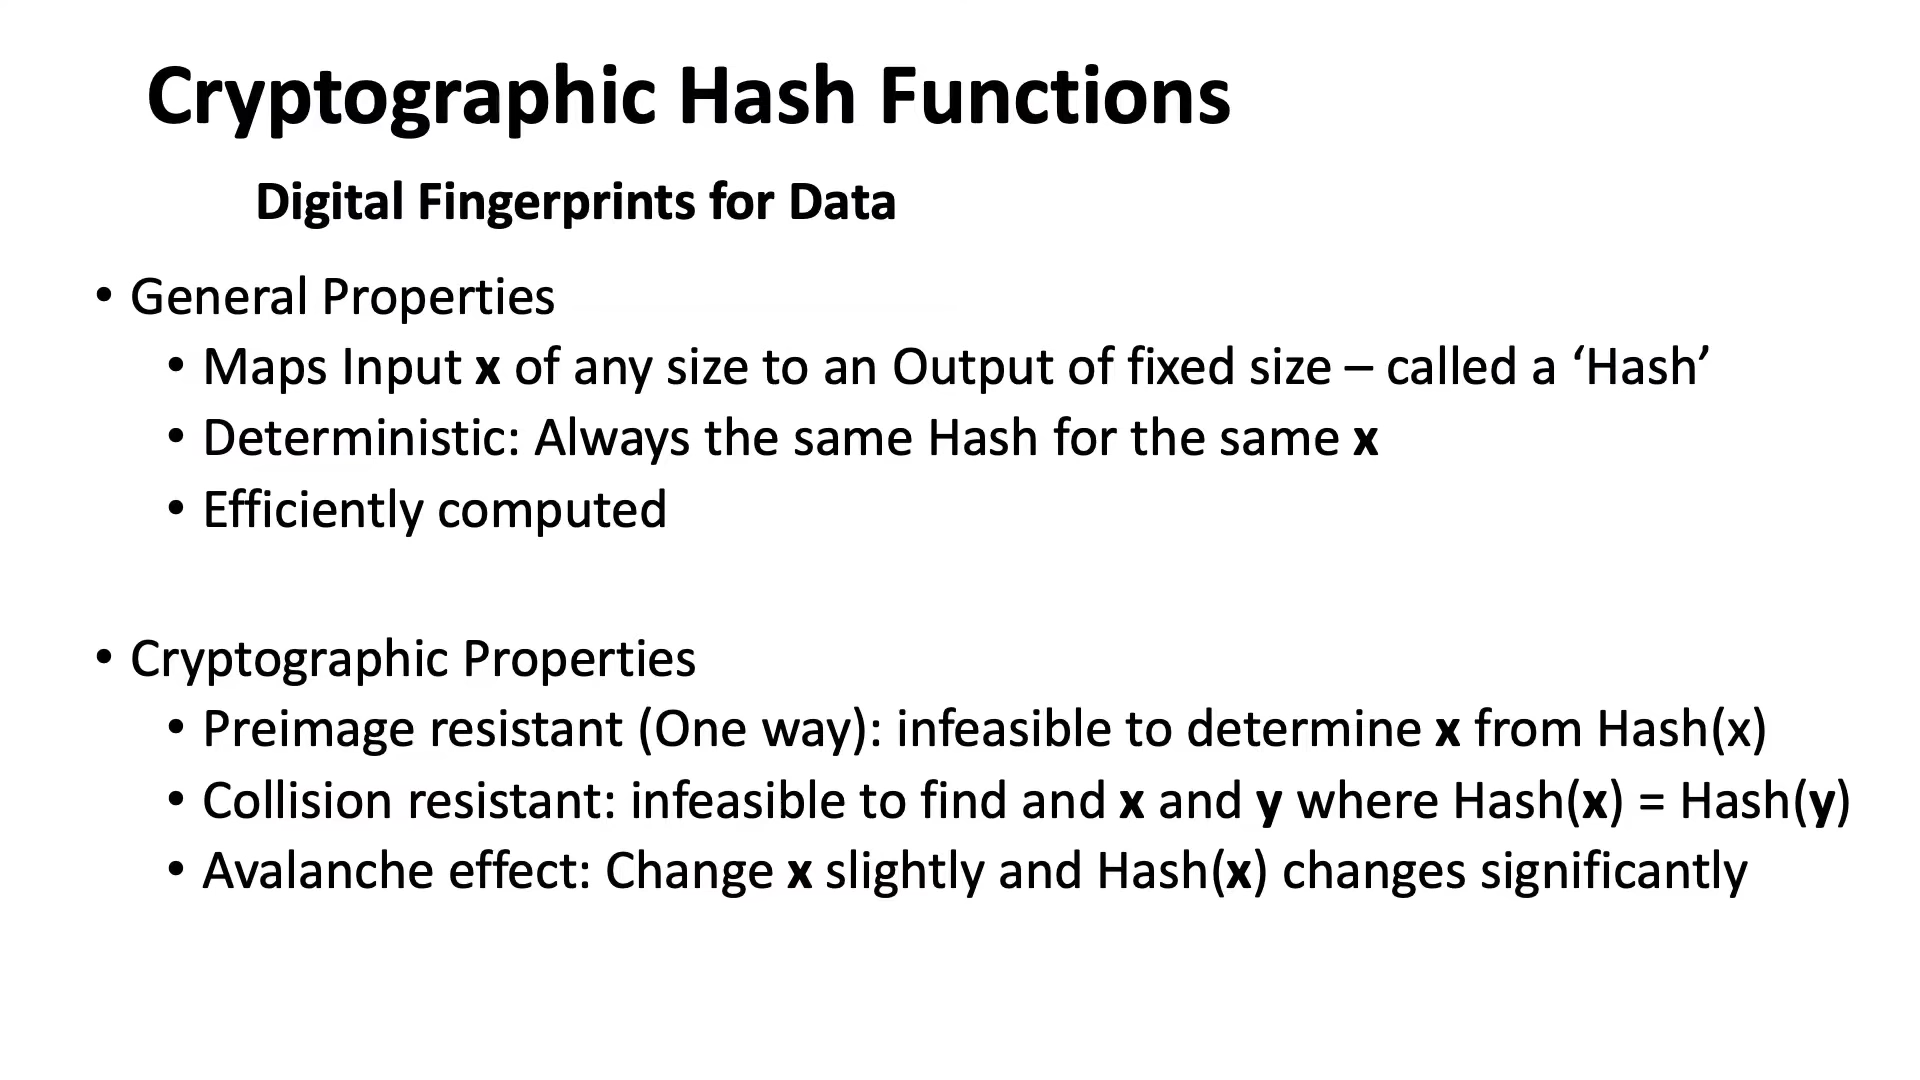 Cryptographic Hash Functions
Digital Fingerprints for Data
• General Properties
• Maps Input x of any size to an Output of fixed size – called a ‘Hash’
• Deterministic: Always the same Hash for the same x
• Efficiently computed
• Cryptographic Properties
• Preimage resistant (One way): infeasible to determine x from Hash(x)
• Collision resistant: infeasible to find and x and y where Hash(x) = Hash(y)
• Avalanche effect: Change x slightly and Hash(x) changes significantly